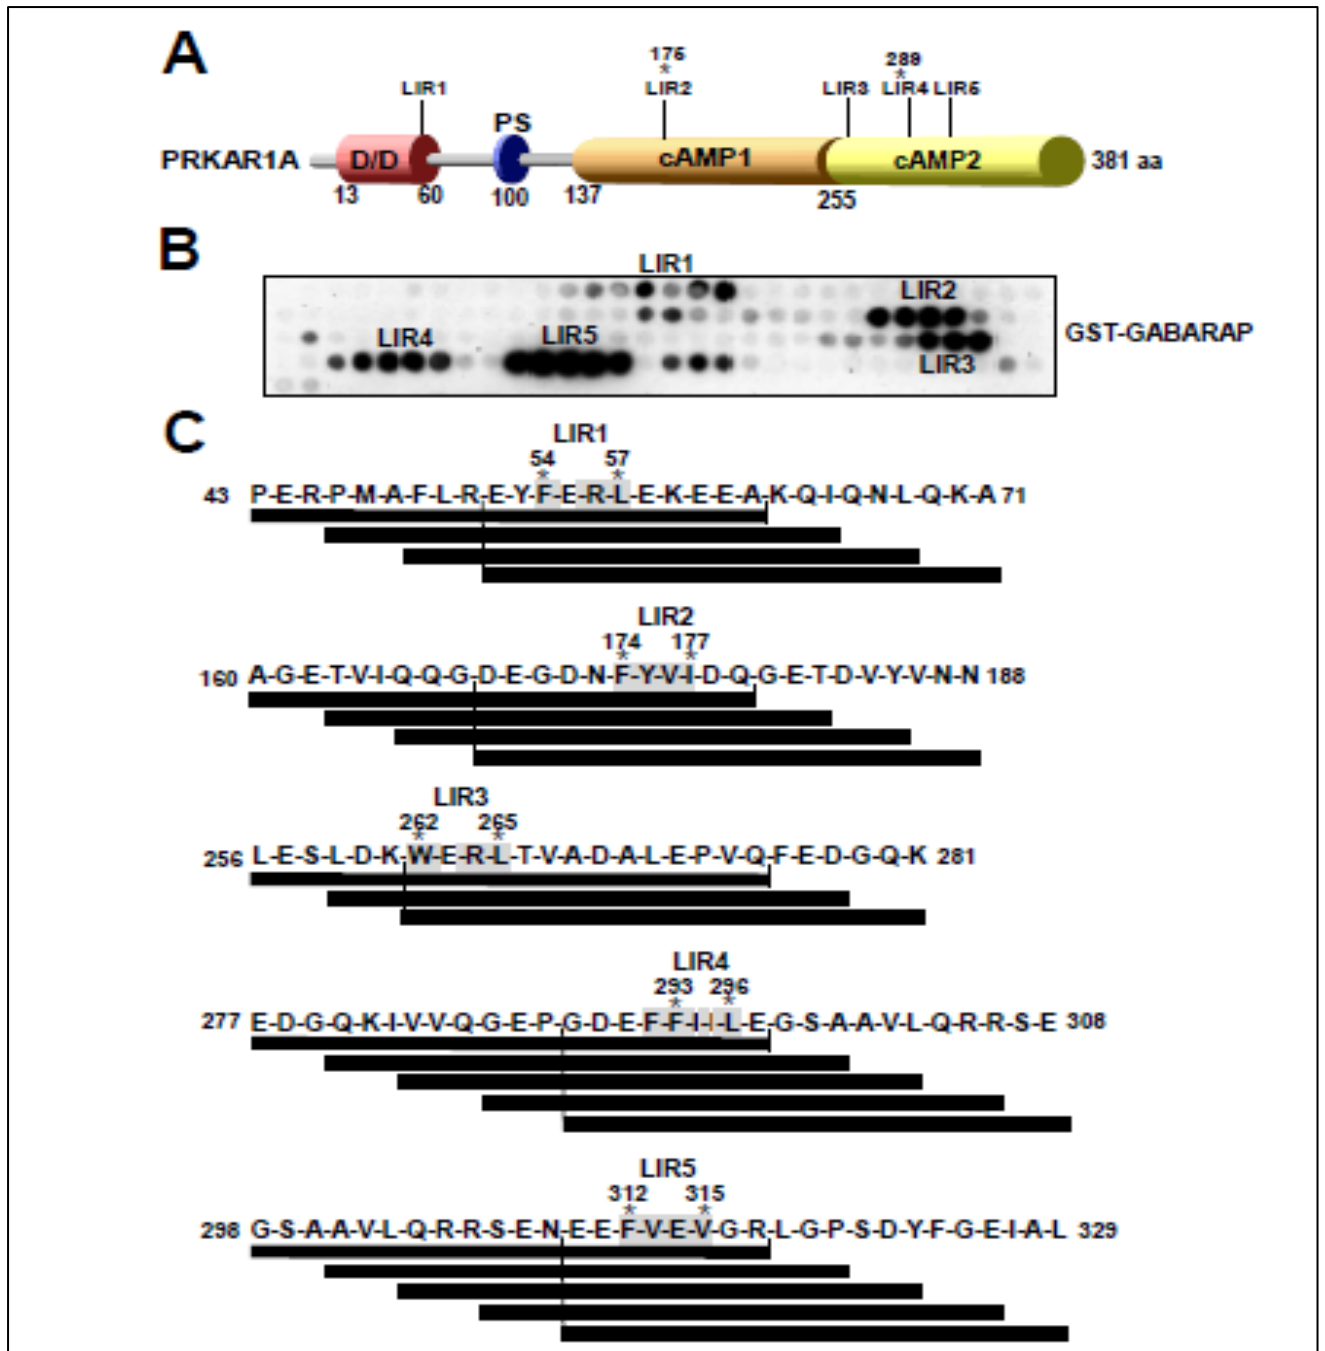 A
175
*
289
*
LIR1 LIR2 LIR3 LIR4 LIR5
PS
PRKAR1A D/D cAMP1 cAMP2 381 aa
13 60 100 137 255
B
LIR1
LIR2
LIR4 LIR5 GST-GABARAP
LIR3
C
LIR1
54 57
* *
43 P-E-R-P-M-A-F-L-R-E-Y-F-E-R-L-E-K-E-E-A-K-Q-I-Q-N-L-Q-K-A 71
LIR2
174 177
* *
160 A-G-E-T-V-I-Q-Q-G-D-E-G-D-N-F-Y-V-I-D-Q-G-E-T-D-V-Y-V-N-N 188
LIR3
262 265
* *
256 L-E-S-L-D-K-W-E-R-L-T-V-A-D-A-L-E-P-V-Q-F-E-D-G-Q-K 281
LIR4
293 296
* *
277 E-D-G-Q-K-I-V-V-Q-G-E-P-G-D-E-F-F-I-I-L-E-G-S-A-A-V-L-Q-R-R-S-E 308
LIR5
312 315
* *
298 G-S-A-A-V-L-Q-R-R-S-E-N-E-E-F-V-E-V-G-R-L-G-P-S-D-Y-F-G-E-I-A-L 329